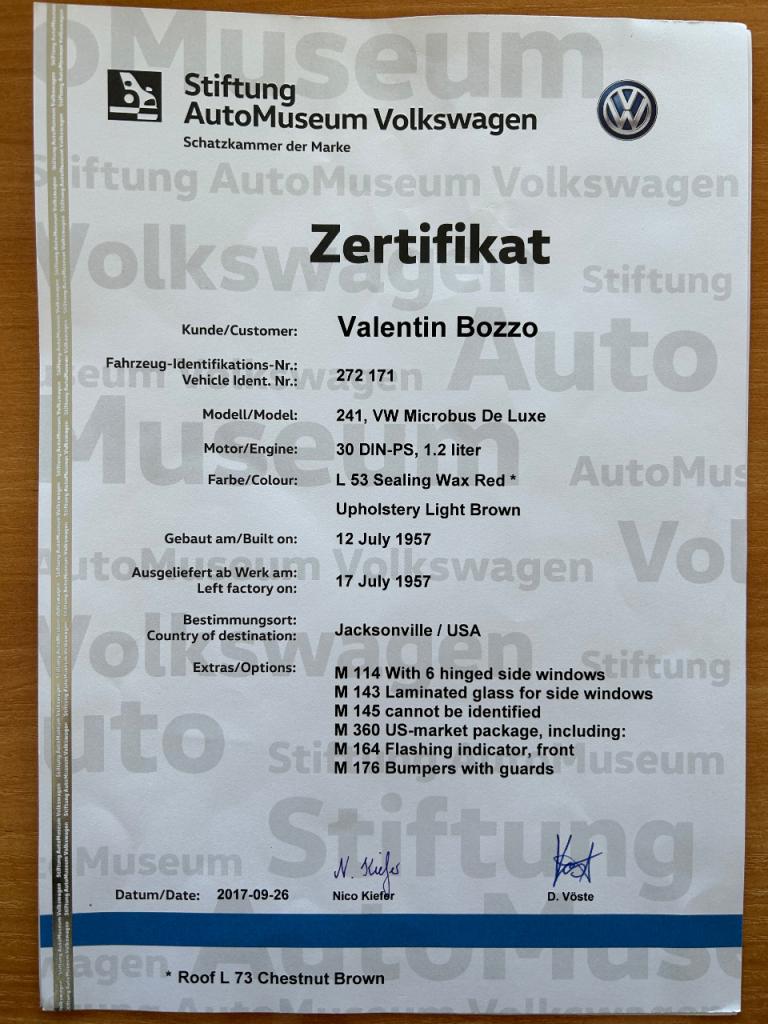 Stiftung
AutoMuseum Volkswagen
Schatzkammer der Marke
Zertifikat
Kunde/Customer: Valentin Bozzo
Fahrzeug-Identifikations-Nr.:
Vehicle Ident. Nr.: 272 171
Modell/Model: 241, VW Microbus De Luxe
Motor/Engine: 30 DIN-PS, 1.2 liter
Farbe/Colour: L 53 Sealing Wax Red *
Upholstery Light Brown
Gebaut am/Built on: 12 July 1957
Ausgeliefert ab Werk am:
Left factory on: 17 July 1957
Bestimmungsort:
Country of destination: Jacksonville / USA
Extras/Options: M 114 With 6 hinged side windows
M 143 Laminated glass for side windows
M 145 cannot be identified
M 360 US-market package, including:
M 164 Flashing indicator, front
M 176 Bumpers with guards
N. Kiefer
Datum/Date: 2017-09-26 Nico Kiefer D. Vöste
* Roof L 73 Chestnut Brown